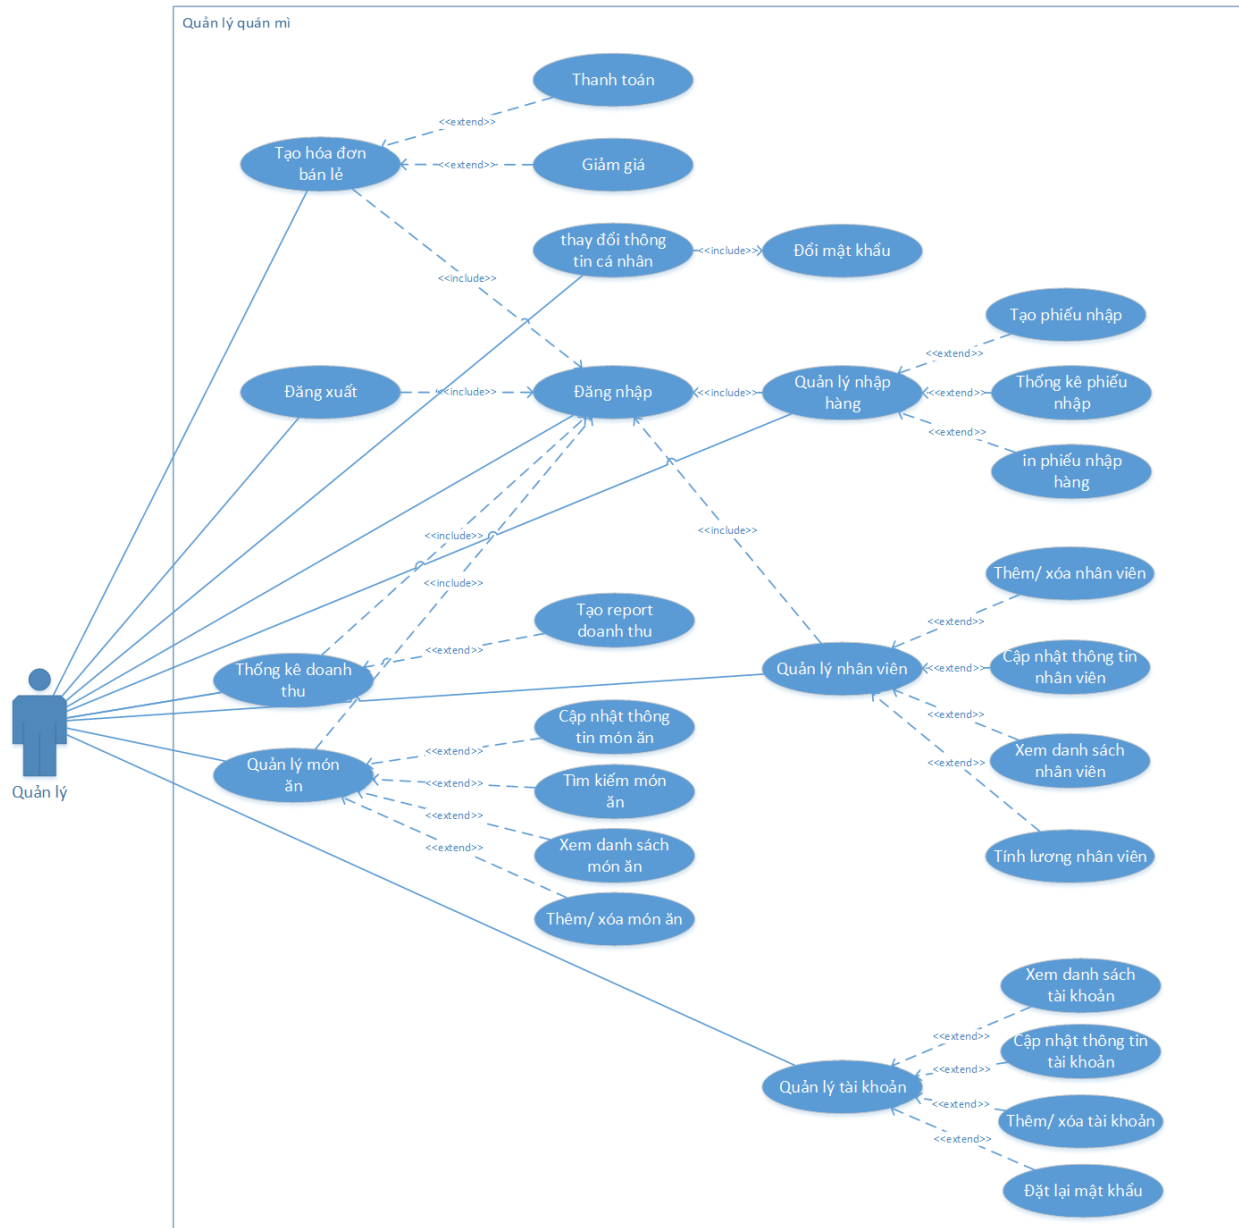 Quản lý quán mì
Thanh toán
<<extend>>
Tạo hóa đơn
bán lẻ
<<extend>>
Giảm giá
thay đổi thông
tin cá nhân
<<include>>
Đổi mật khẩu
<<include>>
Tạo phiếu nhập
<<extend>>
Đăng xuất
<<include>>
Đăng nhập
<<include>>
Quản lý nhập
hàng
<<extend>>
Thống kê phiếu
nhập
<<extend>>
in phiếu nhập
hàng
<<include>>
<<include>>
<<include>>
Thêm/ xóa nhân viên
<<extend>>
Tạo report
doanh thu
<<extend>>
Thống kê doanh
thu
Quản lý nhân viên
<<extend>>
Cập nhật thông tin
nhân viên
<<extend>>
Xem danh sách
nhân viên
<<extend>>
Tính lương nhân viên
Cập nhật thông
tin món ăn
<<extend>>
Quản lý món
ăn
<<extend>>
Tìm kiếm món
ăn
<<extend>>
Xem danh sách
món ăn
<<extend>>
Thêm/ xóa món ăn
Quản lý
Xem danh sách
tài khoản
<<extend>>
Cập nhật thông tin
tài khoản
<<extend>>
Quản lý tài khoản
<<extend>>
Thêm/ xóa tài khoản
<<extend>>
Đặt lại mật khẩu